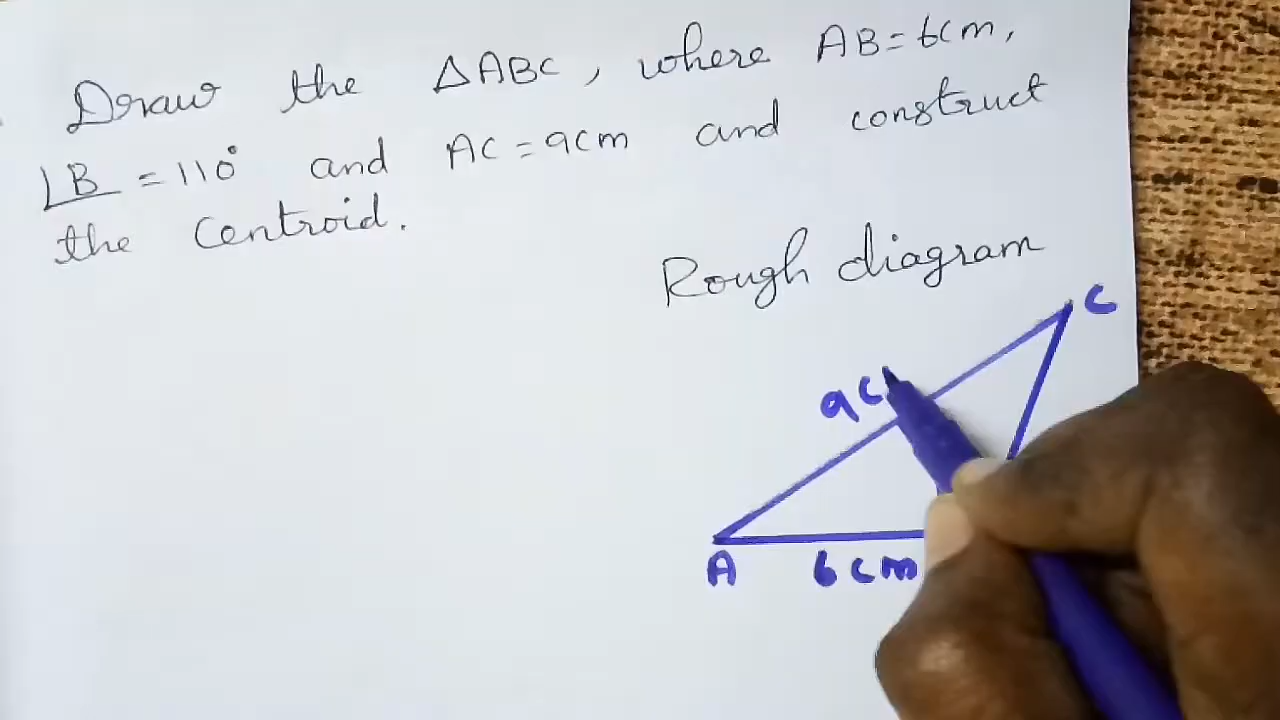 Draw the △ABC, where AB=6cm,
∠B = 110° and AC=9cm and construct
the Centroid.
Rough diagram
C
9c
A 6cm